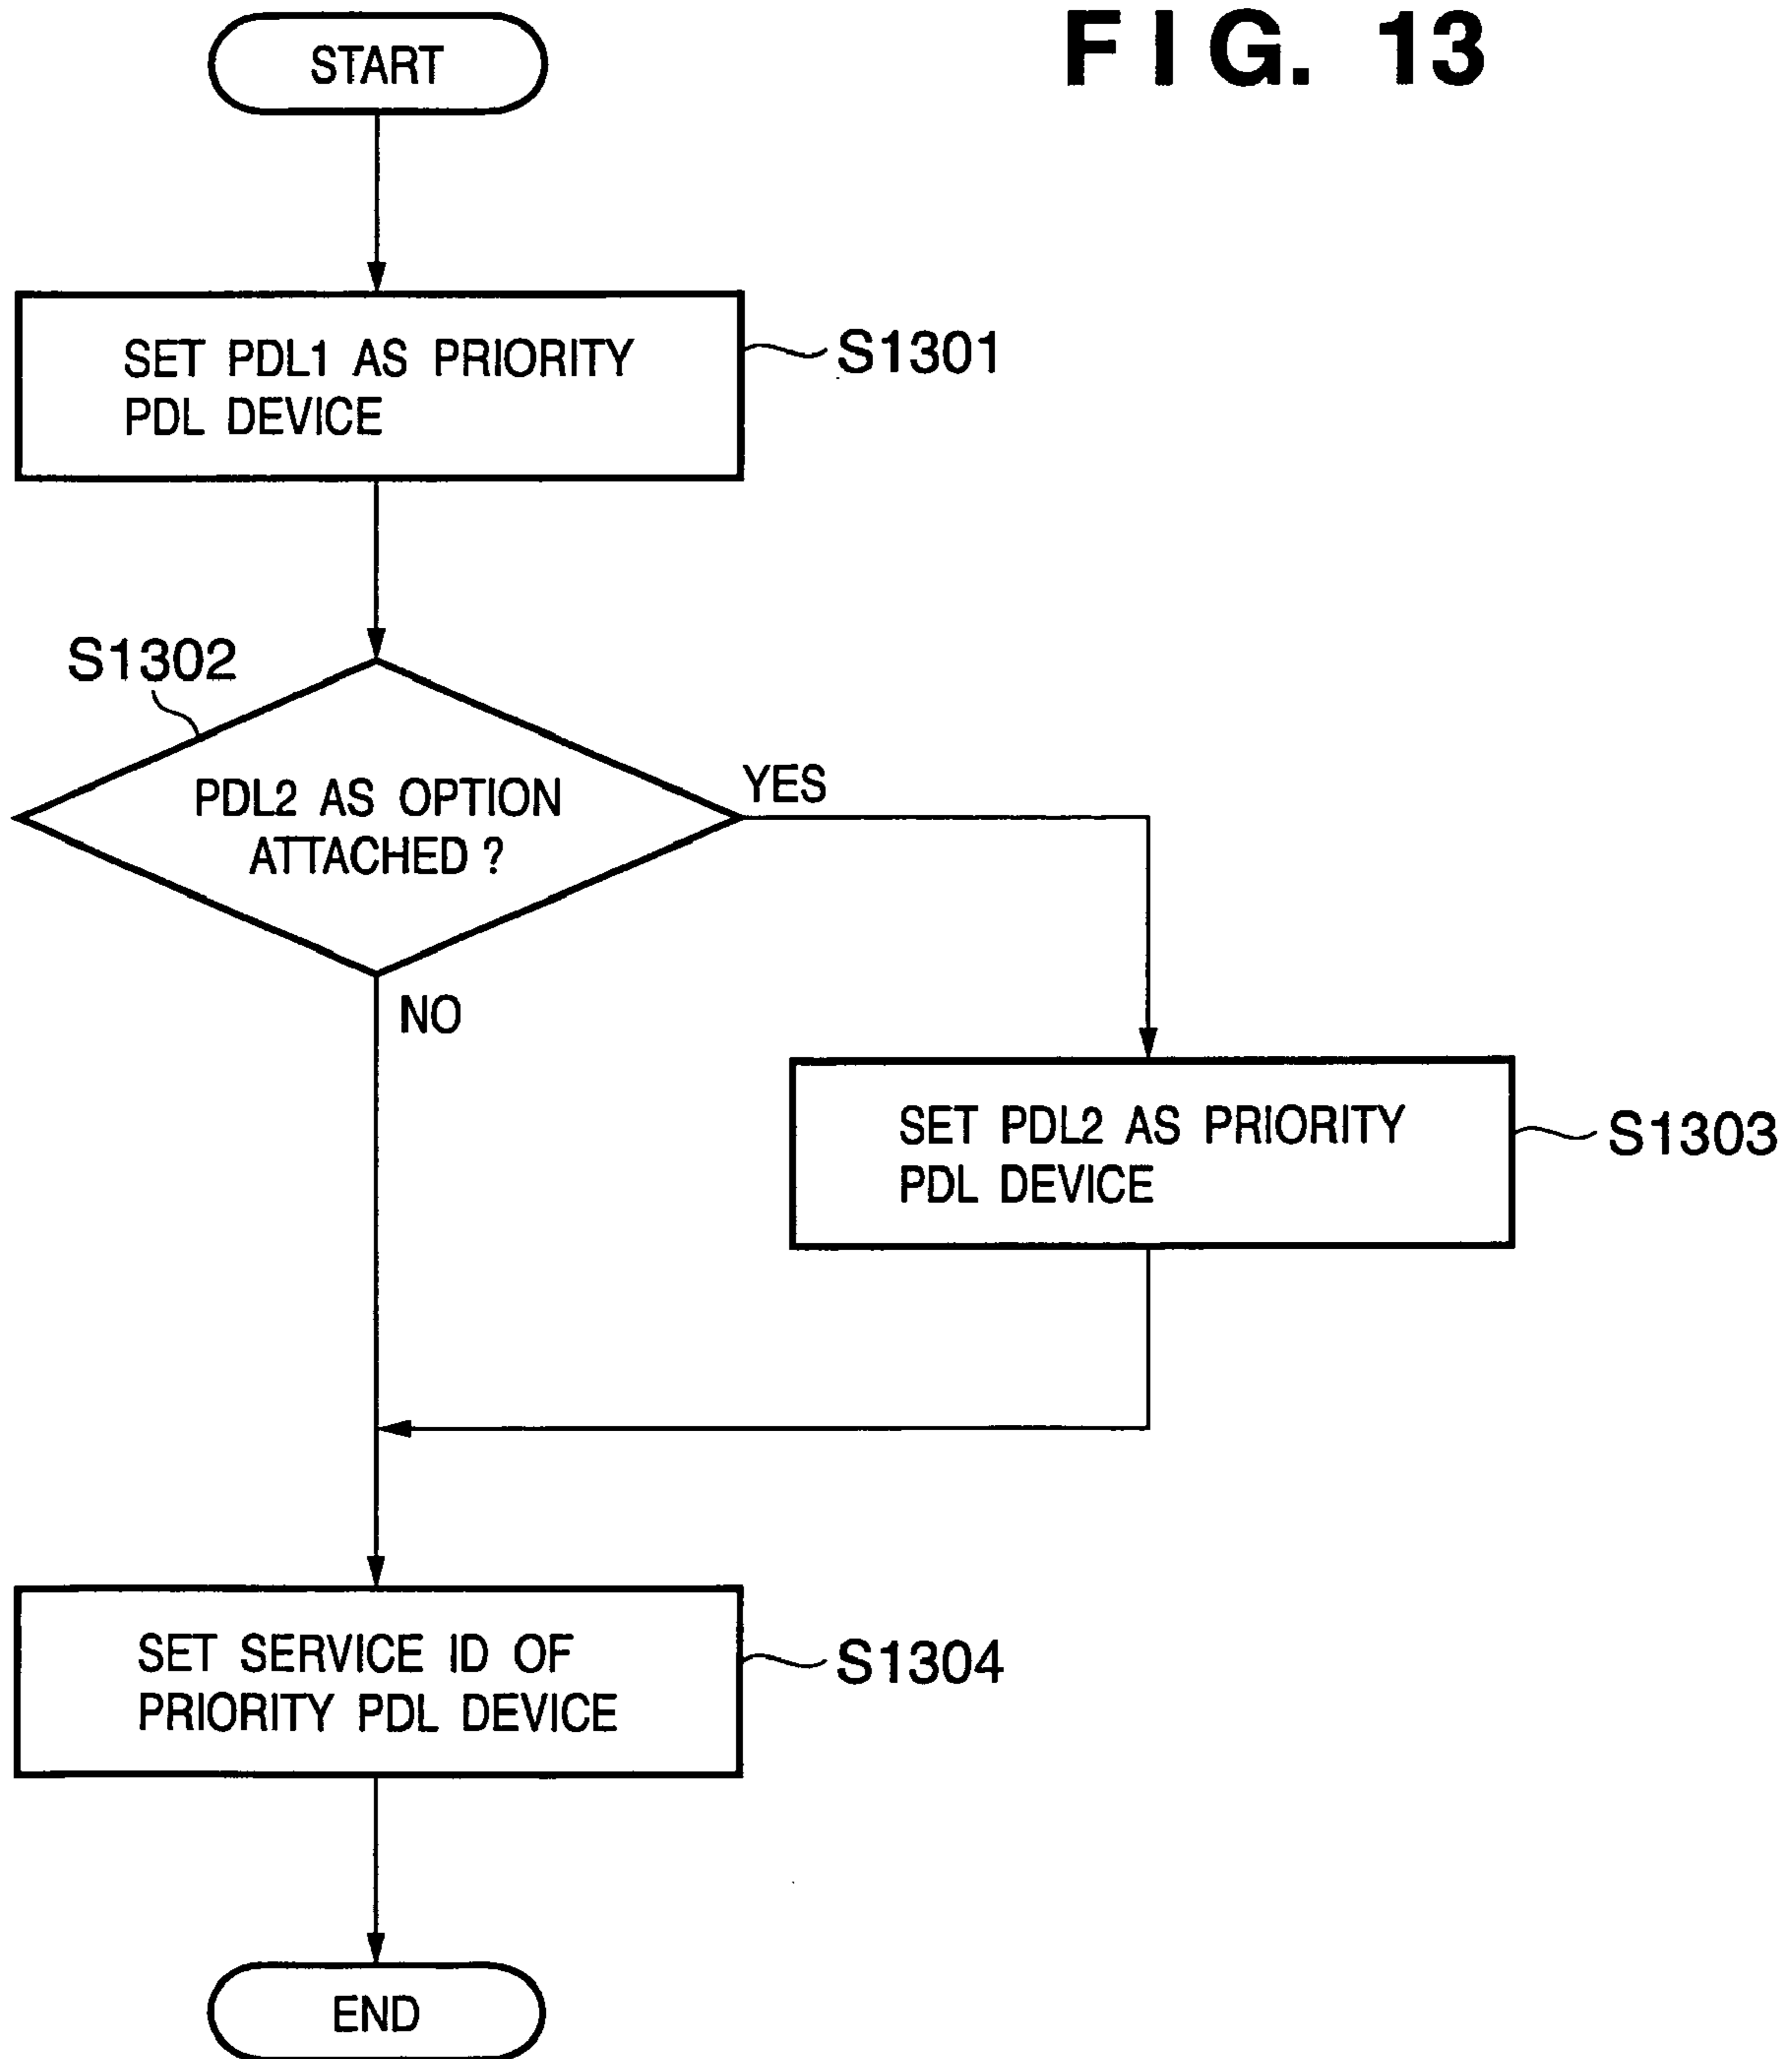 FIG. 13
START
SET PDL1 AS PRIORITY
PDL DEVICE
S1301
S1302
PDL2 AS OPTION
ATTACHED ?
YES
NO
SET PDL2 AS PRIORITY
PDL DEVICE
S1303
SET SERVICE ID OF
PRIORITY PDL DEVICE
S1304
END